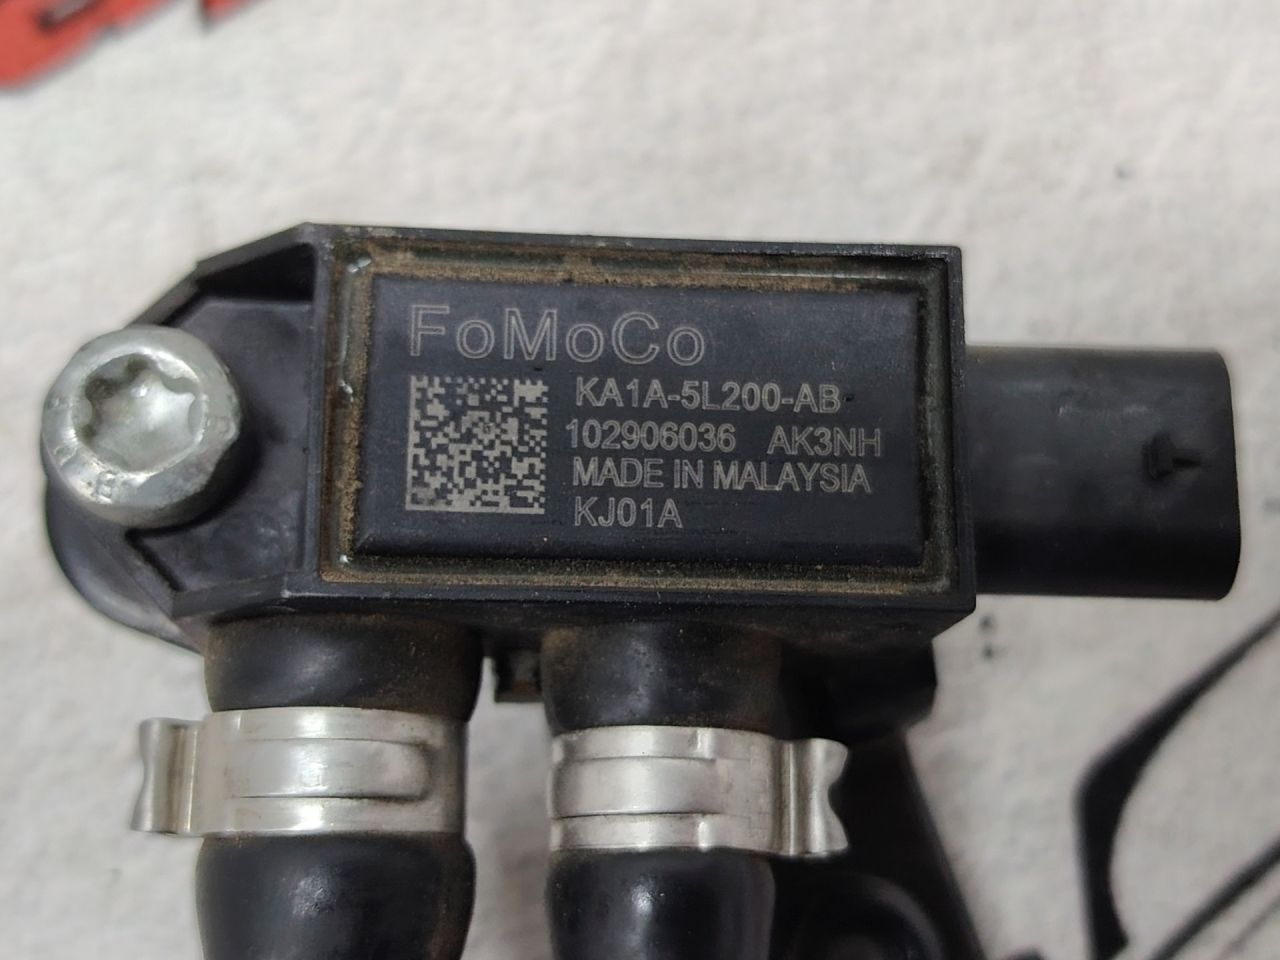 FoMoCo
KA1A-5L200-AB
102906036 AK3NH
MADE IN MALAYSIA
KJ01A